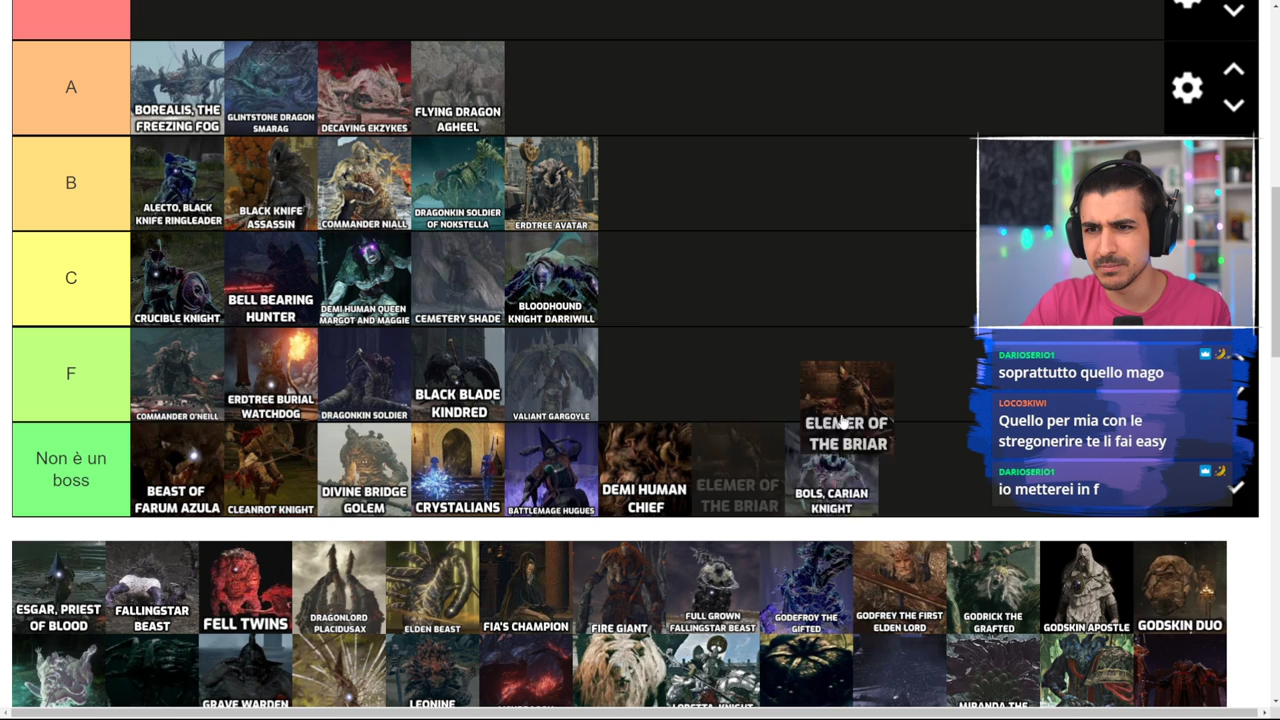 A
BOREALIS, THE
FREEZING FOG
GLINTSTONE DRAGON
SMARAG
DECAYING EKZYKES
FLYING DRAGON
AGHEEL
B
ALECTO, BLACK
KNIFE RINGLEADER
BLACK KNIFE
ASSASSIN
COMMANDER NIALL
DRAGONKIN SOLDIER
OF NOKSTELLA
ERDTREE AVATAR
C
CRUCIBLE KNIGHT
BELL BEARING
HUNTER
DEMI HUMAN QUEEN
MARGOT AND MAGGIE
CEMETERY SHADE
BLOODHOUND
KNIGHT DARRIWILL
F
COMMANDER O'NEILL
ERDTREE BURIAL
WATCHDOG
DRAGONKIN SOLDIER
BLACK BLADE
KINDRED
VALIANT GARGOYLE
ELEMER OF
THE BRIAR
Non è un
boss
BEAST OF
FARUM AZULA
CLEANROT KNIGHT
DIVINE BRIDGE
GOLEM
CRYSTALIANS
BATTLEMAGE HUGUES
DEMI HUMAN
CHIEF
ELEMER OF
THE BRIAR
BOLS, CARIAN
KNIGHT
DARIOSERIO1
soprattutto quello mago
LOCO3KIWI
Quello per mia con le
stregonerire te li fai easy
DARIOSERIO1
io metterei in f
ESGAR, PRIEST
OF BLOOD
FALLINGSTAR
BEAST
FELL TWINS
DRAGONLORD
PLACIDUSAX
ELDEN BEAST
FIA'S CHAMPION
FIRE GIANT
FULL GROWN
FALLINGSTAR BEAST
GODEFROY THE
GIFTED
GODFREY THE FIRST
ELDEN LORD
GODRICK THE
GRAFTED
GODSKIN APOSTLE
GODSKIN DUO
GRAVE WARDEN
LEONINE
LORETTA, KNIGHT
MIRANDA THE